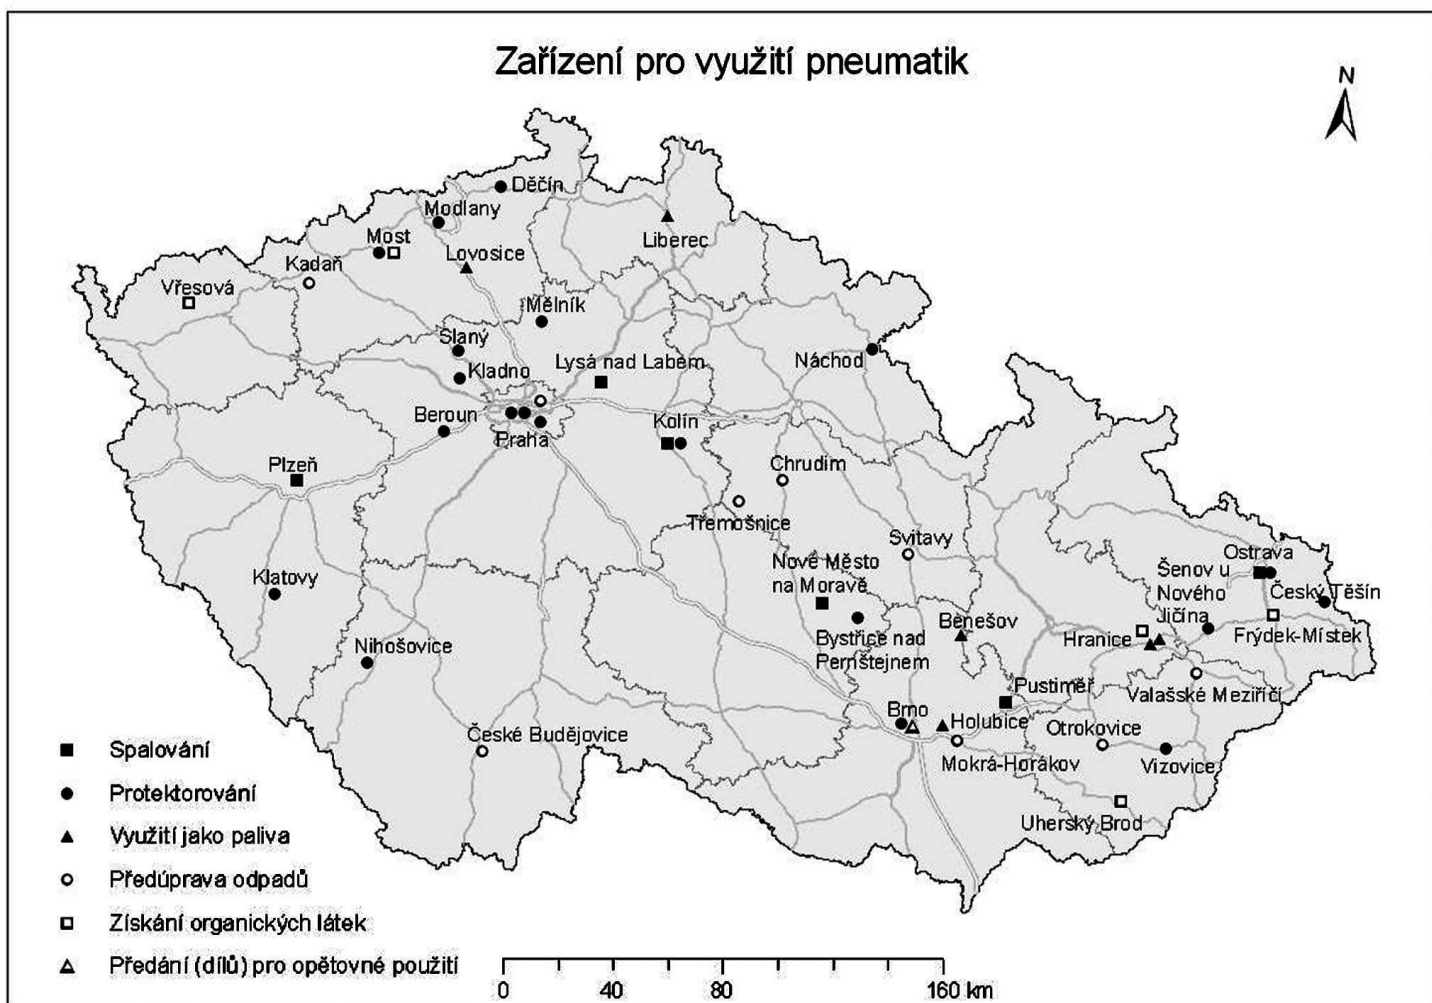 Zařízení pro využití pneumatik
N
Děčín
Modlany
Most
Lovosice
Liberec
Kadaň
Vřesová
Mělník
Slaný
Lysá nad Labem
Náchod
Kladno
Beroun
Praha
Kolín
Plzeň
Chrudim
Třemošnice
Svitavy
Ostrava
Nové Město
na Moravě
Šenov u
Nového
Jičína
Český Těšín
Klatovy
Benešov
Hranice
Frýdek-Místek
Bystřice nad
Pernštejnem
Nihošovice
Pustiměř
Valašské Meziříčí
Brno
Holubice
Otrokovice
České Budějovice
Mokrá-Horákov
Vizovice
Uherský Brod
Spalování
Protektorování
Využití jako paliva
Předúprava odpadů
Získání organických látek
Předání (dílů) pro opětovné použití
0 40 80 160 km